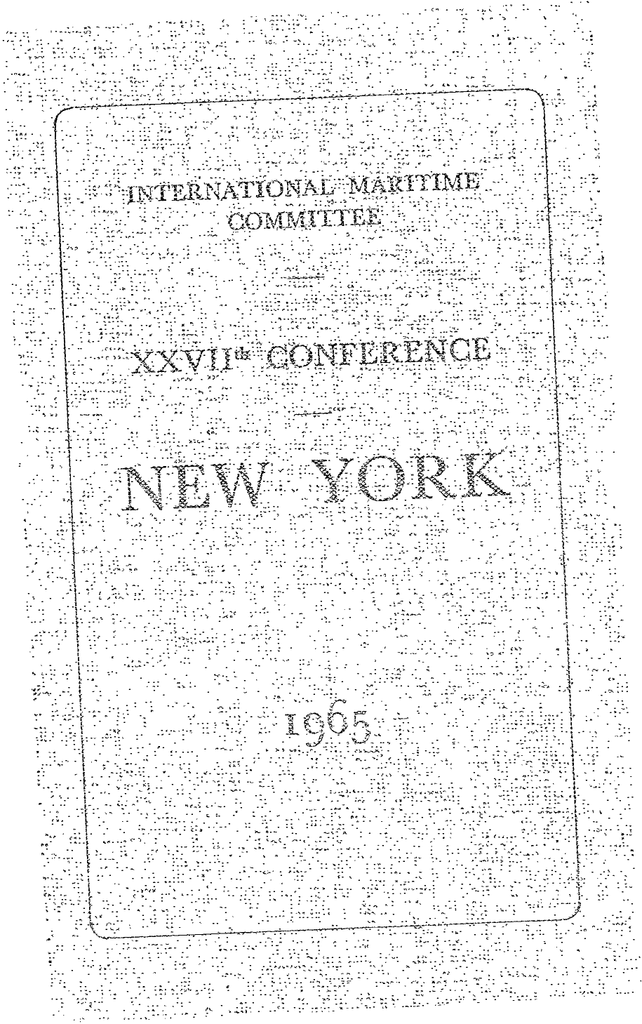 INTERNATIONAL MARITIME
COMMITTEE
XXVIIth CONFERENCE
NEW YORK
1965